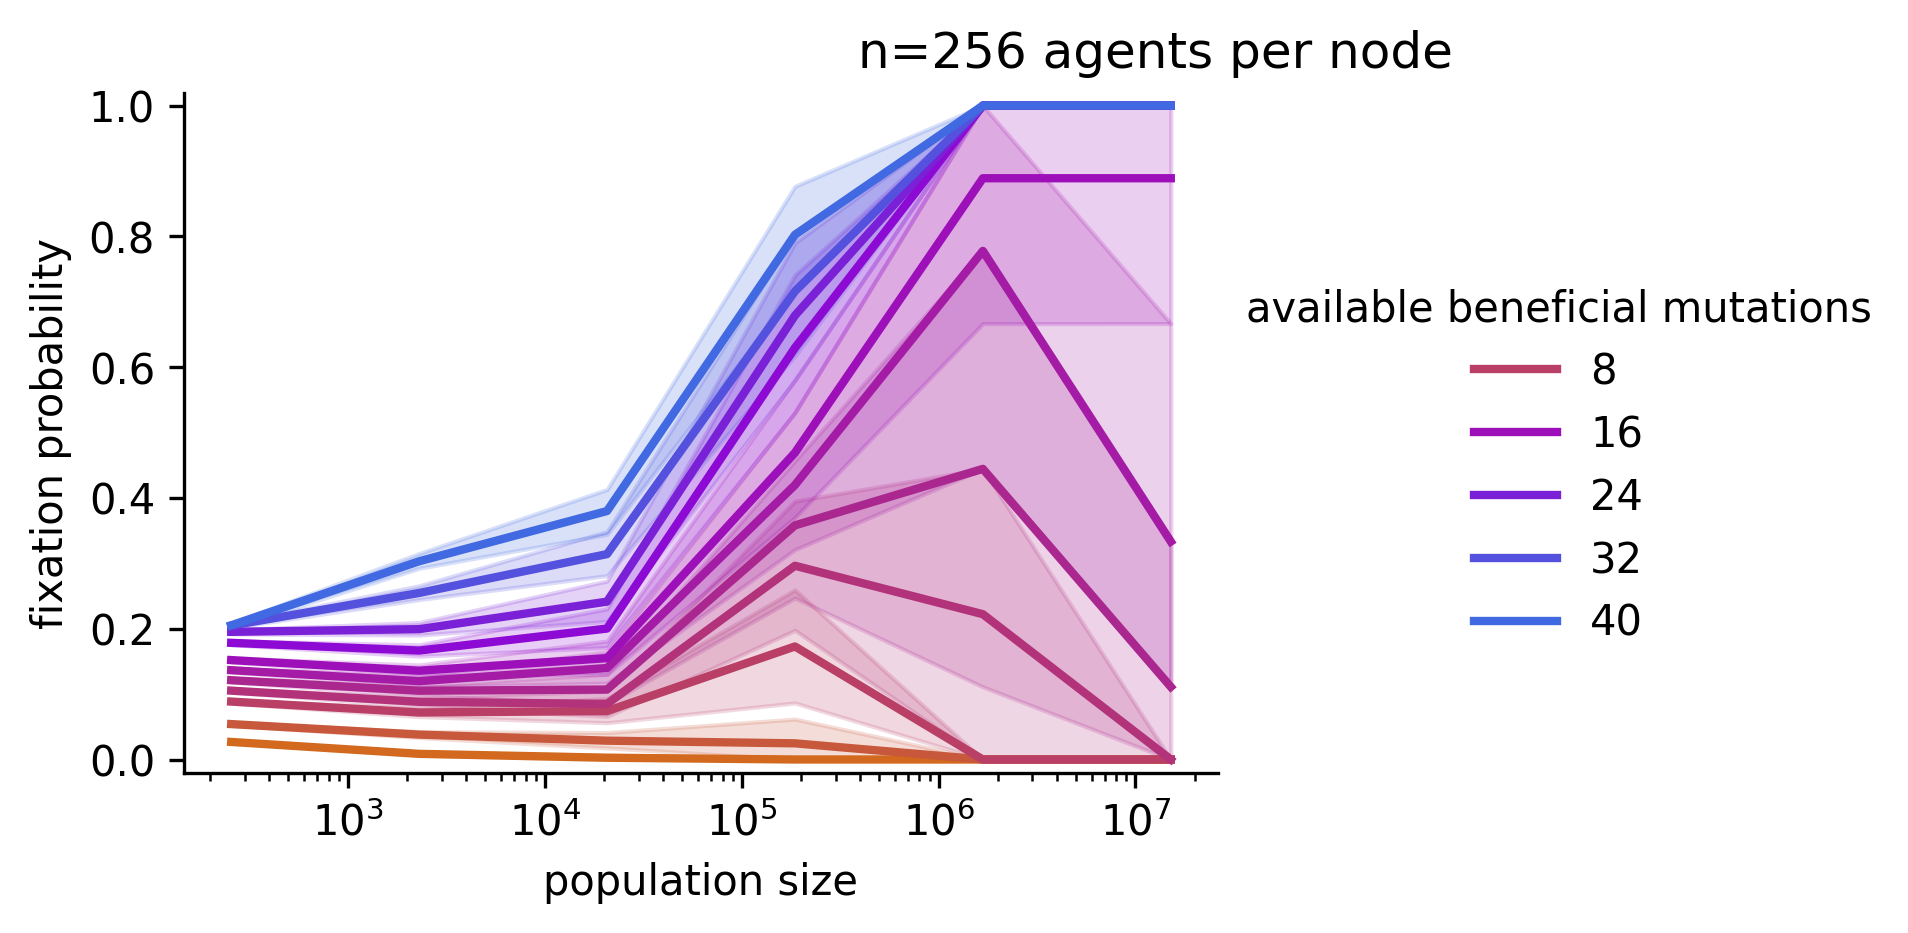 n=256 agents per node
1.0
0.8
0.6
0.4
0.2
0.0
fixation probability
10³ 10⁴ 10⁵ 10⁶ 10⁷
population size
available beneficial mutations
8
16
24
32
40